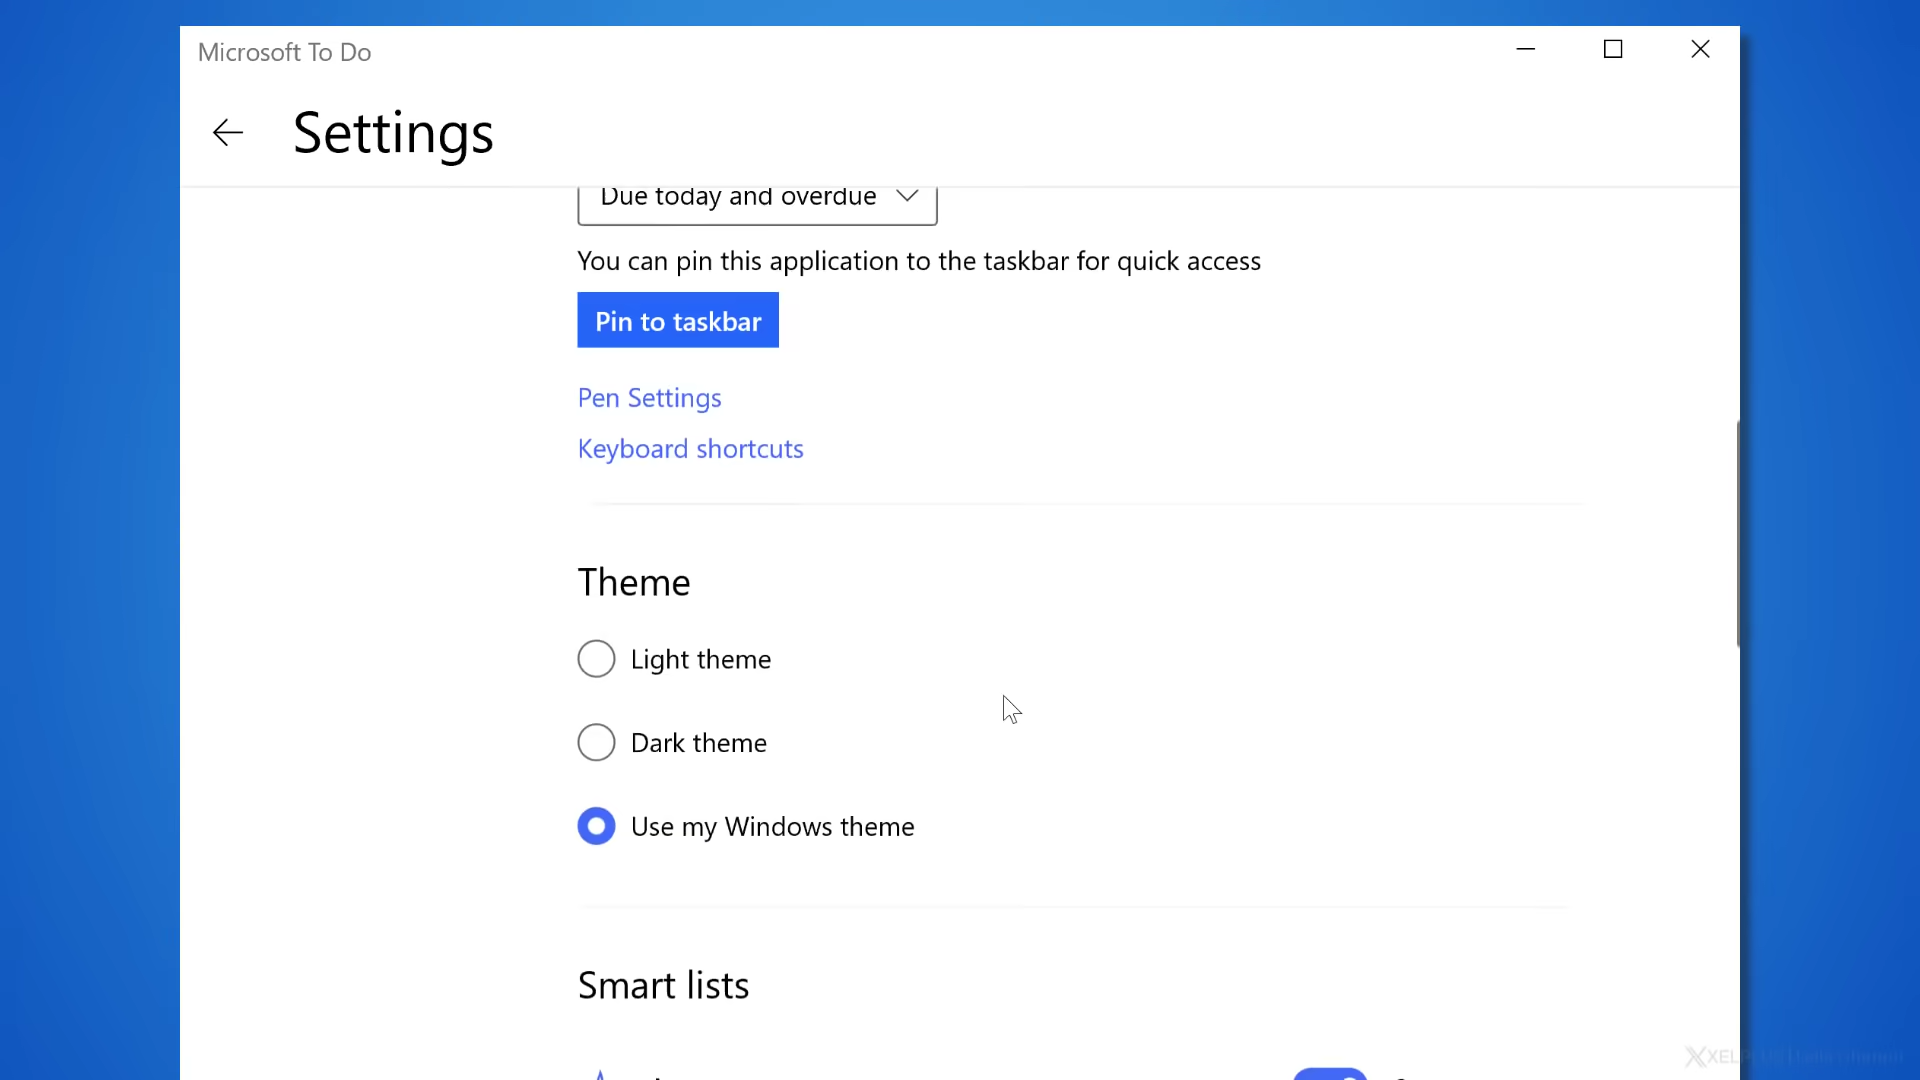 Microsoft To Do
Settings
Due today and overdue
You can pin this application to the taskbar for quick access
Pin to taskbar
Pen Settings
Keyboard shortcuts
Theme
Light theme
Dark theme
Use my Windows theme
Smart lists